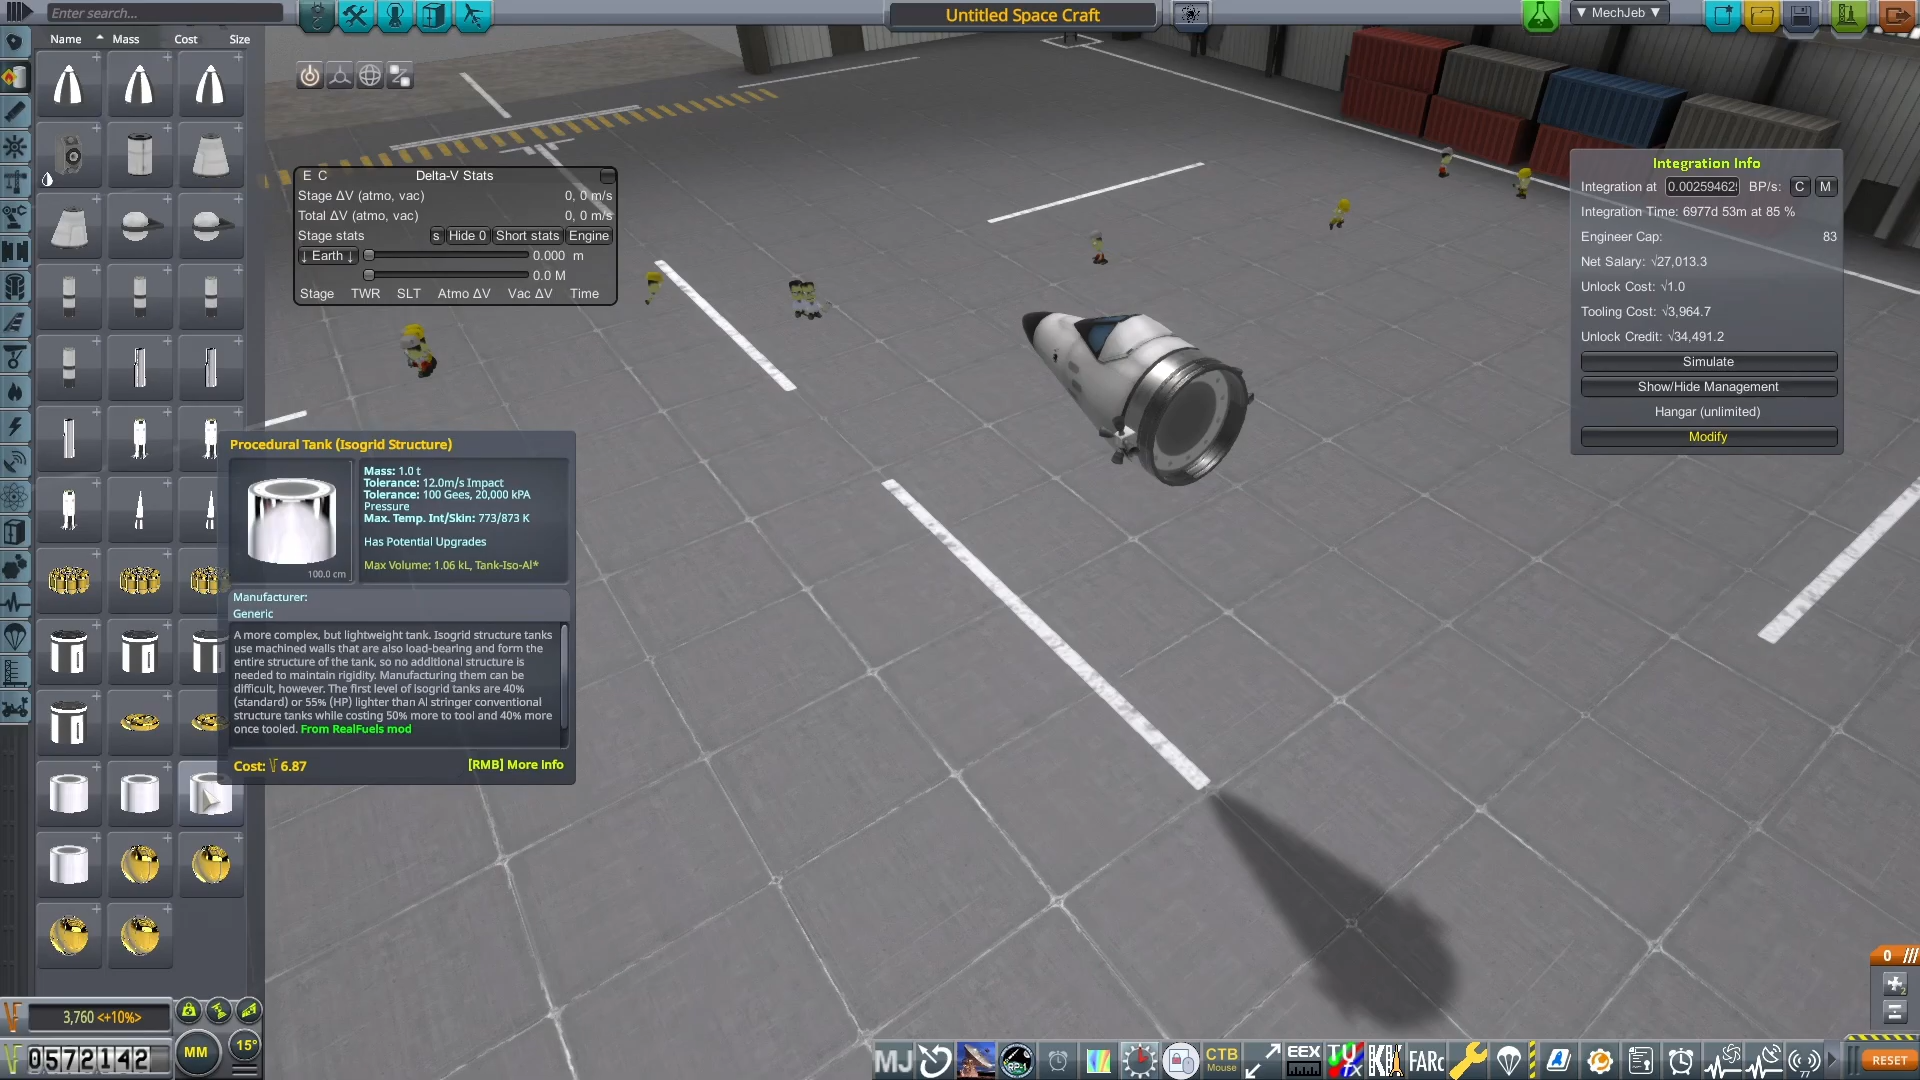 Enter search...
Untitled Space Craft
▼ MechJeb ▼
Name
Mass
Cost
Size
E C
Delta-V Stats
Stage ΔV (atmo, vac)
0, 0 m/s
Total ΔV (atmo, vac)
0, 0 m/s
Stage stats
s
Hide 0
Short stats
Engine
↓ Earth ↓
0.000 m
0.0 M
Stage
TWR
SLT
Atmo ΔV
Vac ΔV
Time
Integration Info
Integration at
0.0025946
BP/s:
C
M
Integration Time: 6977d 53m at 85 %
Engineer Cap:
83
Net Salary: √27,013.3
Unlock Cost: √1.0
Tooling Cost: √3,964.7
Unlock Credit: √34,491.2
Simulate
Show/Hide Management
Hangar (unlimited)
Modify
Procedural Tank (Isogrid Structure)
100.0 cm
Mass: 1.0 t
Tolerance: 12.0m/s Impact
Tolerance: 100 Gees, 20,000 kPA
Pressure
Max. Temp. Int/Skin: 773/873 K
Has Potential Upgrades
Max Volume: 1.06 kL, Tank-Iso-Al*
Manufacturer:
Generic
A more complex, but lightweight tank. Isogrid structure tanks
use machined walls that are also load-bearing and form the
entire structure of the tank, so no additional structure is
needed to maintain rigidity. Manufacturing them can be
difficult, however. The first level of isogrid tanks are 40%
(standard) or 55% (HP) lighter than Al stringer conventional
structure tanks while costing 50% more to tool and 40% more
once tooled. From RealFuels mod
Cost: √ 6.87
[RMB] More Info
0
3,760 <+10%>
0572142
MM
15°
MJ
RP-1
CTB
Mouse
EEX
TUfx
KK
FARc
77
RESET